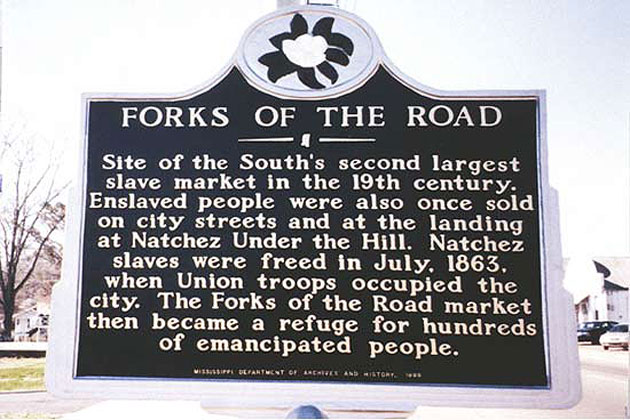 FORKS OF THE ROAD
Site of the South's second largest
slave market in the 19th century.
Enslaved people were also once sold
on city streets and at the landing
at Natchez Under the Hill. Natchez
slaves were freed in July, 1863,
when Union troops occupied the
city. The Forks of the Road market
then became a refuge for hundreds
of emancipated people.
MISSISSIPPI DEPARTMENT OF ARCHIVES AND HISTORY,